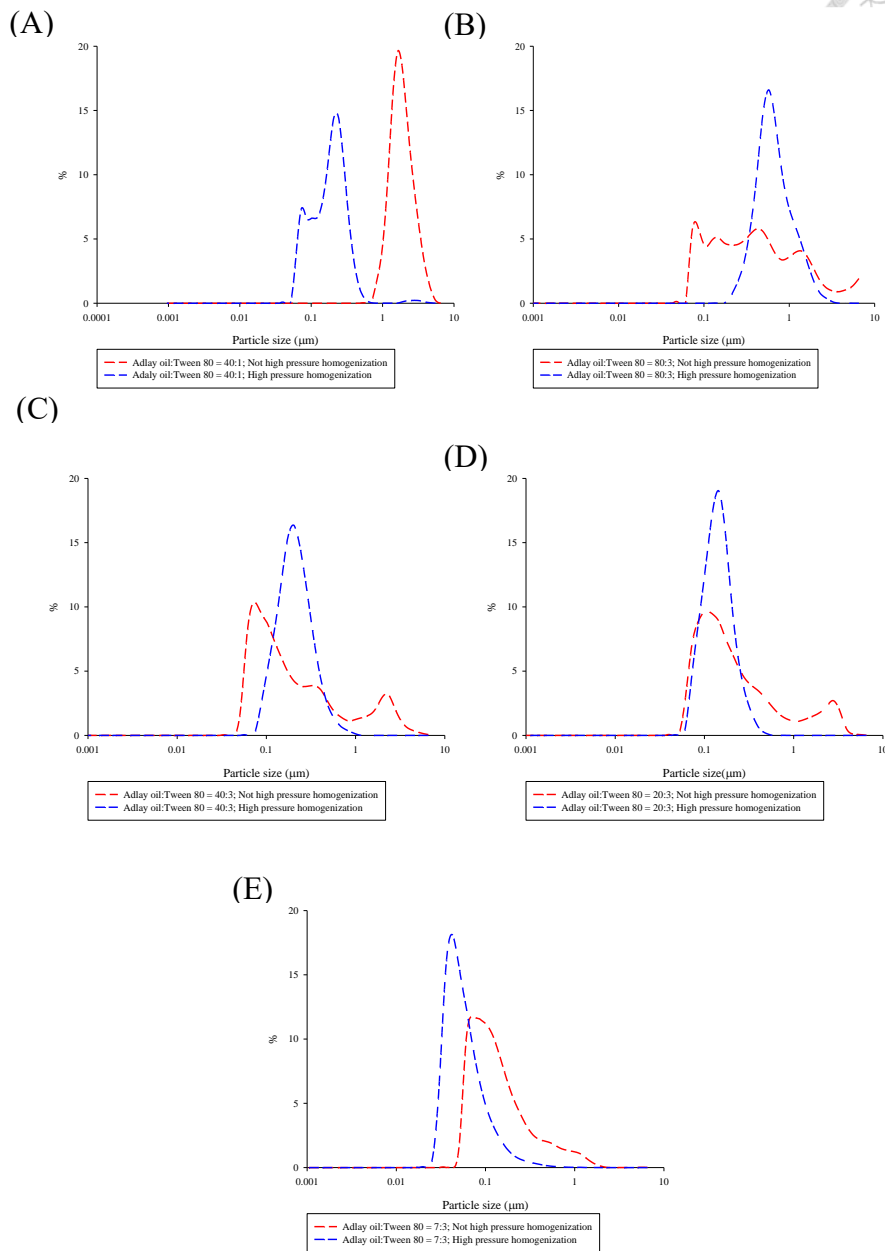 (A)
20
15
10
5
0
%
0.0001
0.001
0.01
0.1
1
10
Particle size (μm)
Adlay oil:Tween 80 = 40:1; Not high pressure homogenization
Adaly oil:Tween 80 = 40:1; High pressure homogenization
(B)
20
15
10
5
0
%
0.001
0.01
0.1
1
10
Particle size (μm)
Adlay oil:Tween 80 = 80:3; Not high pressure homogenization
Adlay oil:Tween 80 = 80:3; High pressure homogenization
(C)
20
15
10
5
0
%
0.001
0.01
0.1
1
10
Particle size (μm)
Adlay oil:Tween 80 = 40:3; Not high pressure homogenization
Adlay oil:Tween 80 = 40:3; High pressure homogenization
(D)
20
15
10
5
0
%
0.001
0.01
0.1
1
10
Particle size(μm)
Adlay oil:Tween 80 = 20:3; Not high pressure homogenization
Adlay oil:Tween 80 = 20:3; High pressure homogenization
(E)
20
15
10
5
0
%
0.001
0.01
0.1
1
10
Particle size (μm)
Adlay oil:Tween 80 = 7:3; Not high pressure homogenization
Adlay oil:Tween 80 = 7:3; High pressure homogenization